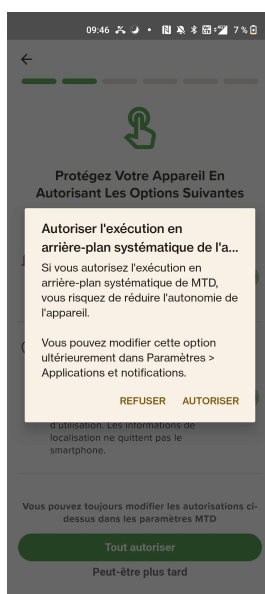 09:46
7 %
Protégez Votre Appareil En
Autorisant Les Options Suivantes
Autoriser l'exécution en
arrière-plan systématique de l'a...
Si vous autorisez l'exécution en
arrière-plan systématique de MTD,
vous risquez de réduire l'autonomie de
l'appareil.
Vous pouvez modifier cette option
ultérieurement dans Paramètres >
Applications et notifications.
REFUSER AUTORISER
d'utilisation. Les informations de
localisation ne quittent pas le
smartphone.
Vous pouvez toujours modifier les autorisations ci-
dessus dans les paramètres MTD
Tout autoriser
Peut-être plus tard